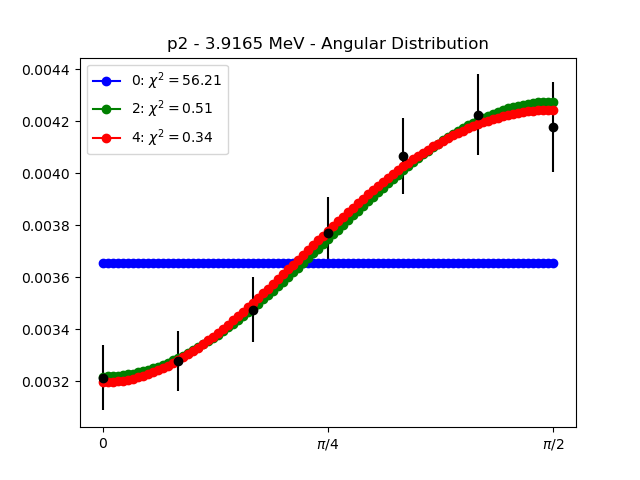 p2 - 3.9165 MeV - Angular Distribution
0: χ² = 56.21
2: χ² = 0.51
4: χ² = 0.34
0.0044
0.0042
0.0040
0.0038
0.0036
0.0034
0.0032
0 π/4 π/2